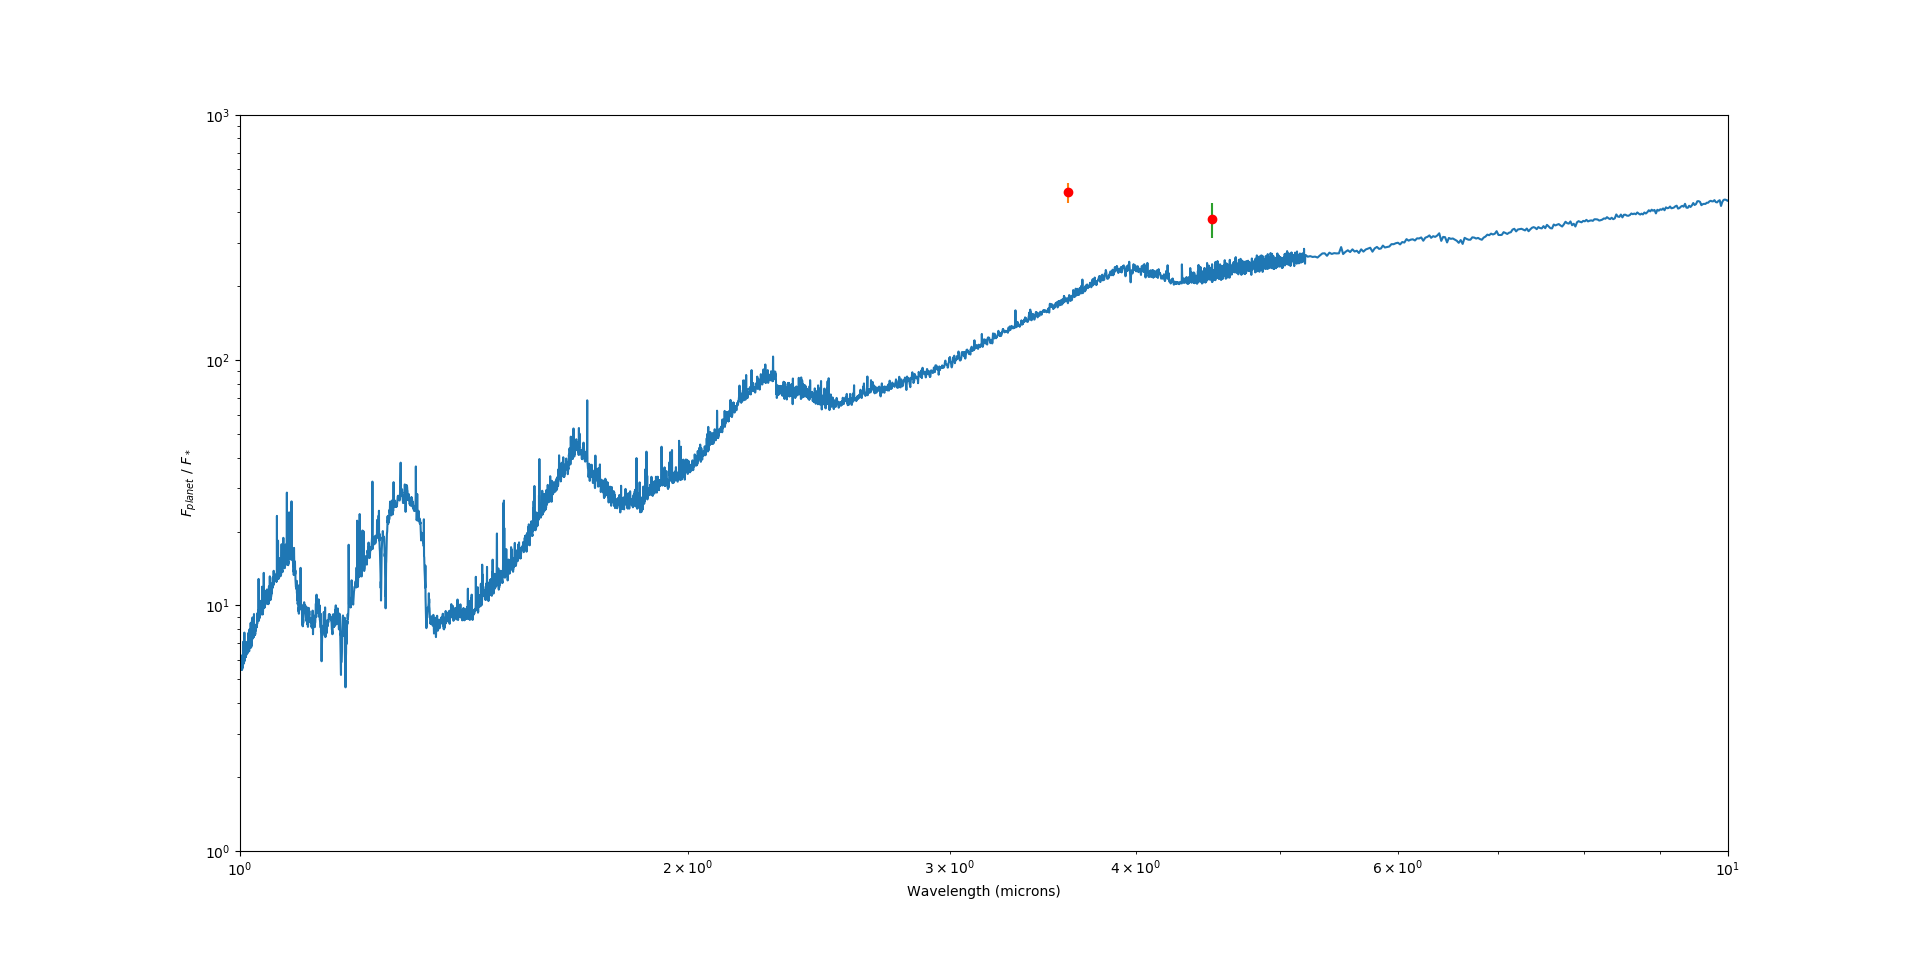 10³
10²
10¹
10⁰
F_planet / F_*
10⁰
2 × 10⁰
3 × 10⁰
4 × 10⁰
6 × 10⁰
10¹
Wavelength (microns)